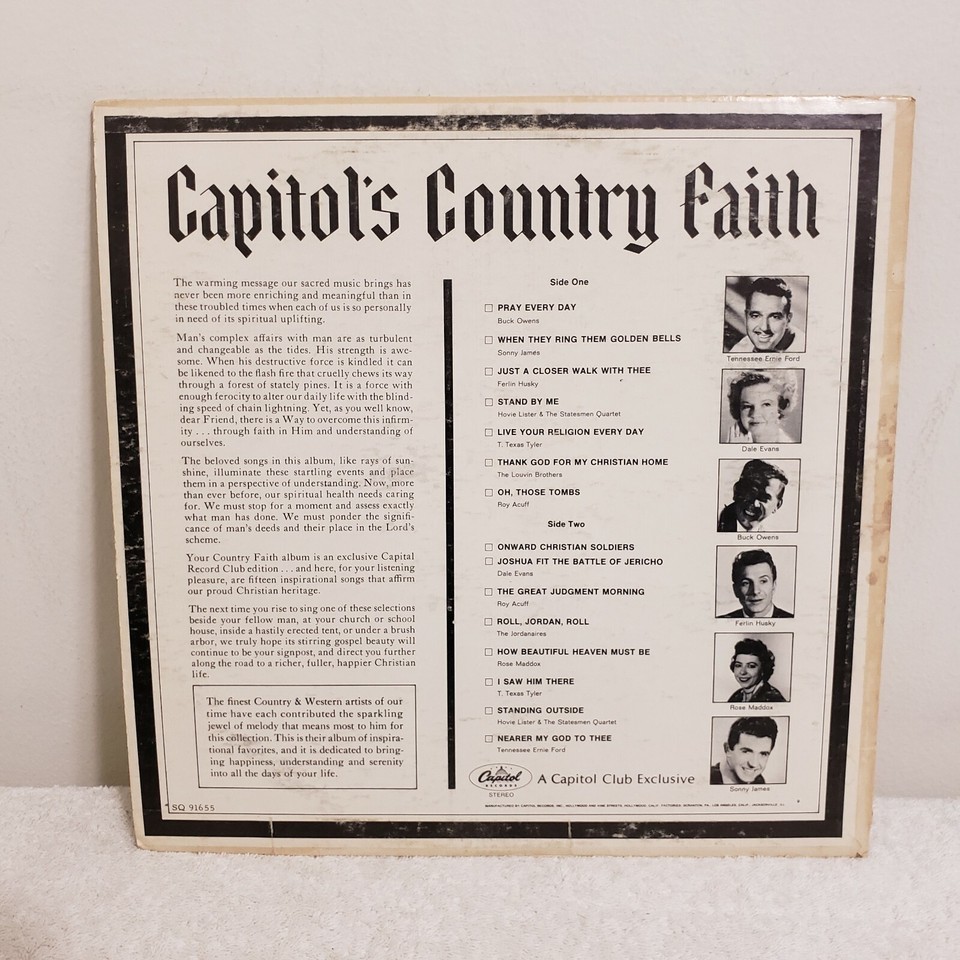 Capitol's Country Faith
The warming message our sacred music brings has
never been more enriching and meaningful than in
these troubled times when each of us is so personally
in need of its spiritual uplifting.
Man's complex affairs with man are as turbulent
and changeable as the tides. His strength is awe-
some. When his destructive force is kindled it can
be likened to the flash fire that cruelly chews its way
through a forest of stately pines. It is a force with
enough ferocity to alter our daily life with the blind-
ing speed of chain lightning. Yet, as you well know,
dear Friend, there is a Way to overcome this infirm-
ity . . . through faith in Him and understanding of
ourselves.
The beloved songs in this album, like rays of sun-
shine, illuminate these startling events and place
them in a perspective of understanding. Now, more
than ever before, our spiritual health needs caring
for. We must stop for a moment and assess exactly
what man has done. We must ponder the signifi-
cance of man's deeds and their place in the Lord's
scheme.
Your Country Faith album is an exclusive Capital
Record Club edition . . . and here, for your listening
pleasure, are fifteen inspirational songs that affirm
our proud Christian heritage.
The next time you rise to sing one of these selections
beside your fellow man, at your church or school
house, inside a hastily erected tent, or under a brush
arbor, we truly hope its stirring gospel beauty will
continue to be your signpost, and direct you further
along the road to a richer, fuller, happier Christian
life.
The finest Country & Western artists of our
time have each contributed the sparkling
jewel of melody that means most to him for
this collection. This is their album of inspira-
tional favorites, and it is dedicated to bring-
ing happiness, understanding and serenity
into all the days of your life.
SQ 91655
Side One
PRAY EVERY DAY
Buck Owens
WHEN THEY RING THEM GOLDEN BELLS
Sonny James
JUST A CLOSER WALK WITH THEE
Ferlin Husky
STAND BY ME
Hovie Lister & The Statesmen Quartet
LIVE YOUR RELIGION EVERY DAY
T. Texas Tyler
THANK GOD FOR MY CHRISTIAN HOME
The Louvin Brothers
OH, THOSE TOMBS
Roy Acuff
Side Two
ONWARD CHRISTIAN SOLDIERS
JOSHUA FIT THE BATTLE OF JERICHO
Dale Evans
THE GREAT JUDGMENT MORNING
Roy Acuff
ROLL, JORDAN, ROLL
The Jordanaires
HOW BEAUTIFUL HEAVEN MUST BE
Rose Maddox
I SAW HIM THERE
T. Texas Tyler
STANDING OUTSIDE
Hovie Lister & The Statesmen Quartet
NEARER MY GOD TO THEE
Tennessee Ernie Ford
Capitol
RECORDS
STEREO
A Capitol Club Exclusive
MANUFACTURED BY CAPITOL RECORDS, INC., HOLLYWOOD AND VINE STREETS, HOLLYWOOD, CALIF. FACTORIES: SCRANTON, PA. LOS ANGELES, CALIF. JACKSONVILLE, ILL.
Tennessee Ernie Ford
Dale Evans
Buck Owens
Ferlin Husky
Rose Maddox
Sonny James